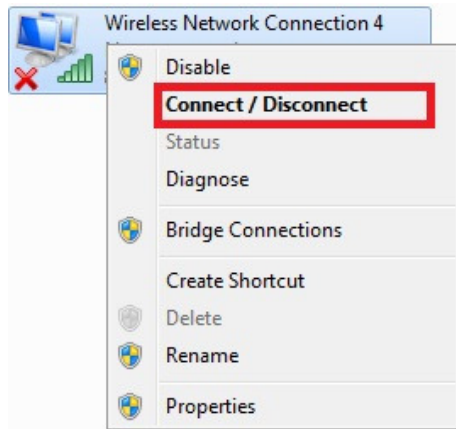 Wireless Network Connection 4
Disable
Connect / Disconnect
Status
Diagnose
Bridge Connections
Create Shortcut
Delete
Rename
Properties